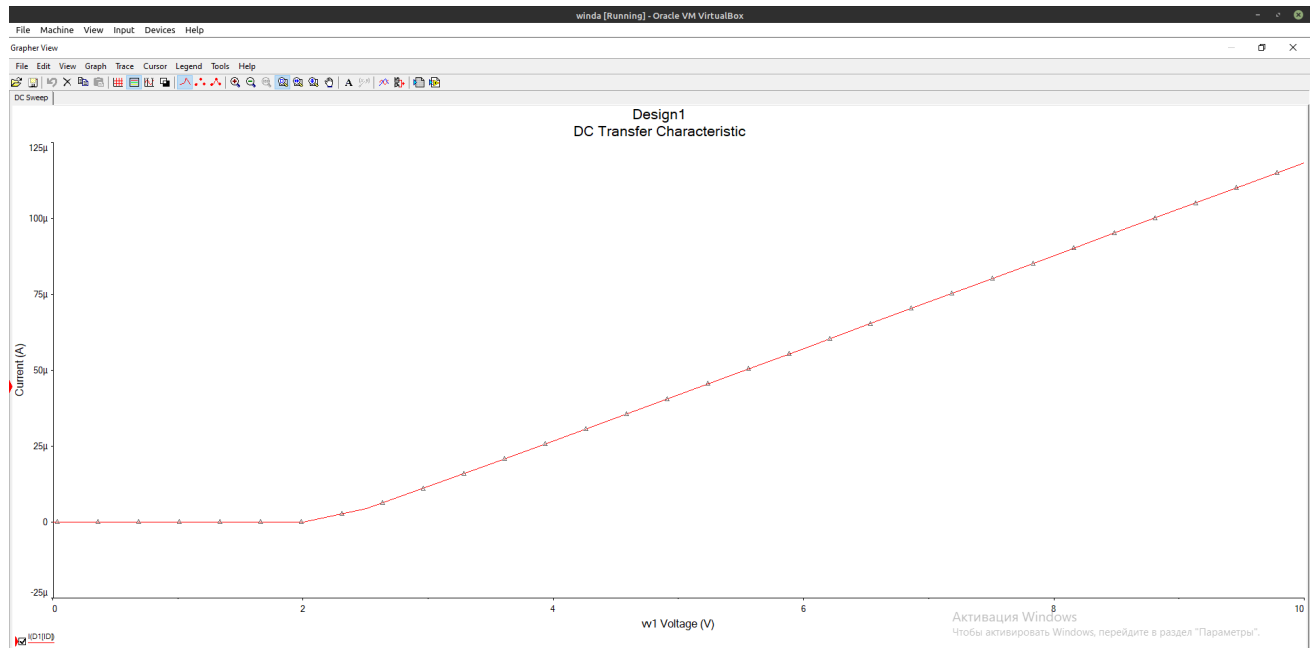 winda [Running] - Oracle VM VirtualBox
File Machine View Input Devices Help
Grapher View
File Edit View Graph Trace Cursor Legend Tools Help
DC Sweep
Design1
DC Transfer Characteristic
125µ
100µ
75µ
50µ
25µ
0
-25µ
Current (A)
0 2 4 6 8 10
vv1 Voltage (V)
Активация Windows
Чтобы активировать Windows, перейдите в раздел "Параметры".
I(D1[ID])